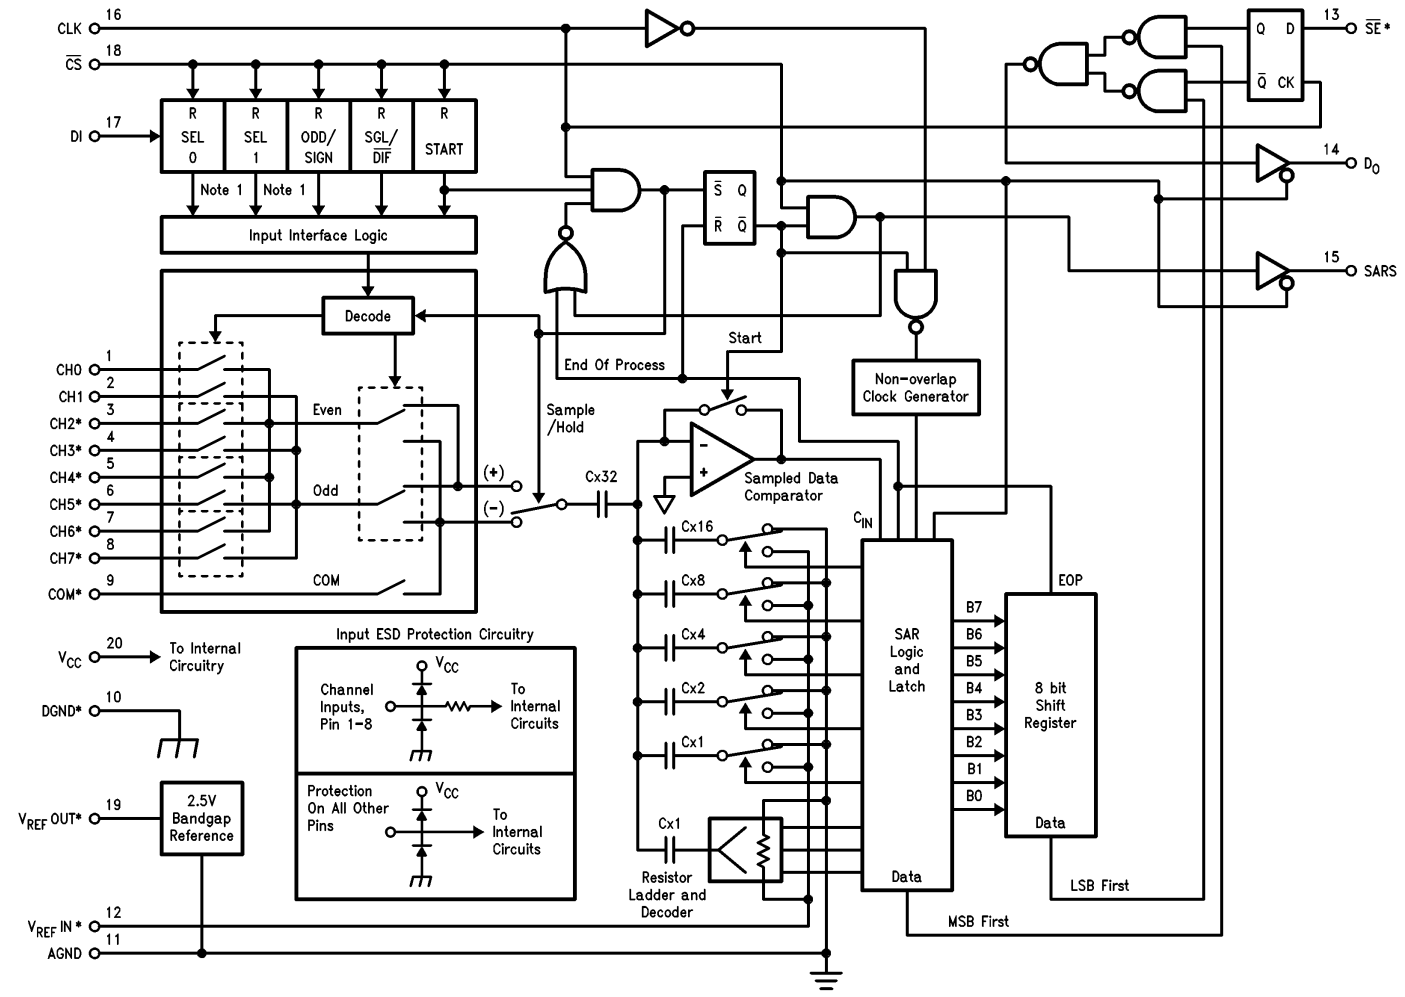 CLK 16
C̅S̅ 18
DI 17
R R R R R
SEL 0
SEL 1
ODD/ SIGN
SGL/ D̅I̅F̅
START
Note 1 Note 1
Input Interface Logic
Decode
CH0 1
CH1 2
CH2* 3
CH3* 4
CH4* 5
CH5* 6
CH6* 7
CH7* 8
COM* 9
Even
Odd
COM
(+)
(-)
S̅ Q
R̅ Q̅
Q D
Q̅ CK
13 S̅E̅*
14 DO
15 SARS
Start
End Of Process
Sample
/Hold
Non-overlap
Clock Generator
Cx32
-
+
Sampled Data
Comparator
CIN
Cx16
Cx8
Cx4
Cx2
Cx1
Cx1
Resistor
Ladder and
Decoder
SAR
Logic
and
Latch
Data
EOP
B7
B6
B5
B4
B3
B2
B1
B0
8 bit
Shift
Register
Data
LSB First
MSB First
VCC 20
To Internal
Circuitry
DGND* 10
VREF OUT* 19
2.5V
Bandgap
Reference
VREF IN* 12
AGND 11
Input ESD Protection Circuitry
VCC
Channel
Inputs,
Pin 1-8
To
Internal
Circuits
Protection
On All Other
Pins
VCC
To
Internal
Circuits